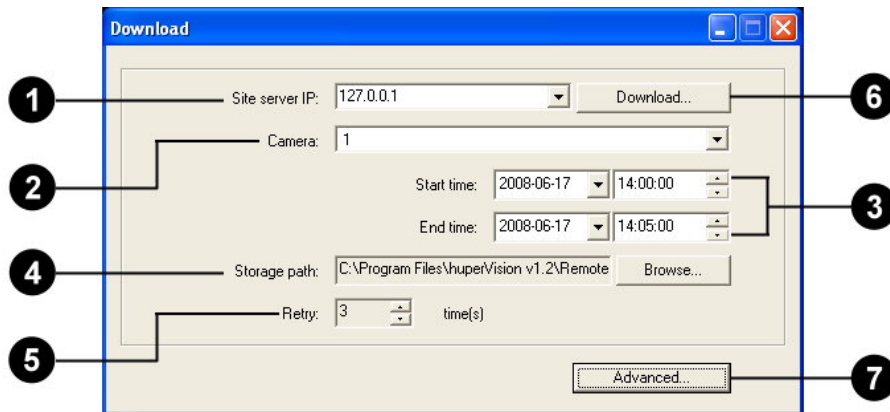 Download
1 Site server IP: 127.0.0.1 Download... 6
2 Camera: 1
Start time: 2008-06-17 14:00:00
3
End time: 2008-06-17 14:05:00
4 Storage path: C:\Program Files\huperVision v1.2\Remote Browse...
5 Retry: 3 time(s)
Advanced... 7